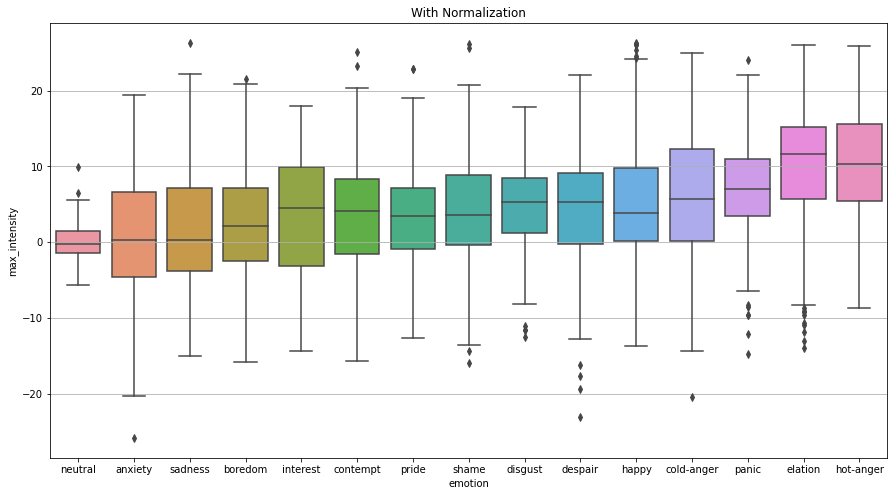 With Normalization
max_intensity
20
10
0
−10
−20
neutral anxiety sadness boredom interest contempt pride shame disgust despair happy cold-anger panic elation hot-anger
emotion